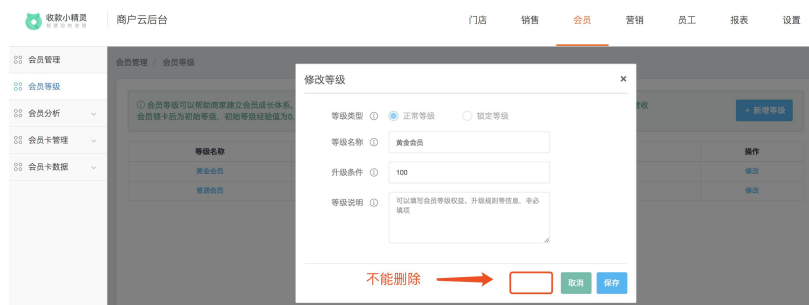 收款小精灵
商户云后台
门店 销售 会员 营销 员工 报表 设置
会员管理
会员等级
会员分析
会员卡管理
会员卡数据
会员管理 / 会员等级
会员等级可以帮助商家建立会员成长体系,
会员领卡后为初始等级, 初始等级经验值为0,
+ 新增等级
等级名称
操作
黄金会员
修改
修改
修改等级
×
等级类型 正常等级 锁定等级
等级名称 黄金会员
升级条件 100
等级说明 可以填写会员等级权益、升级规则等信息, 非必
填项
不能删除
取消 保存